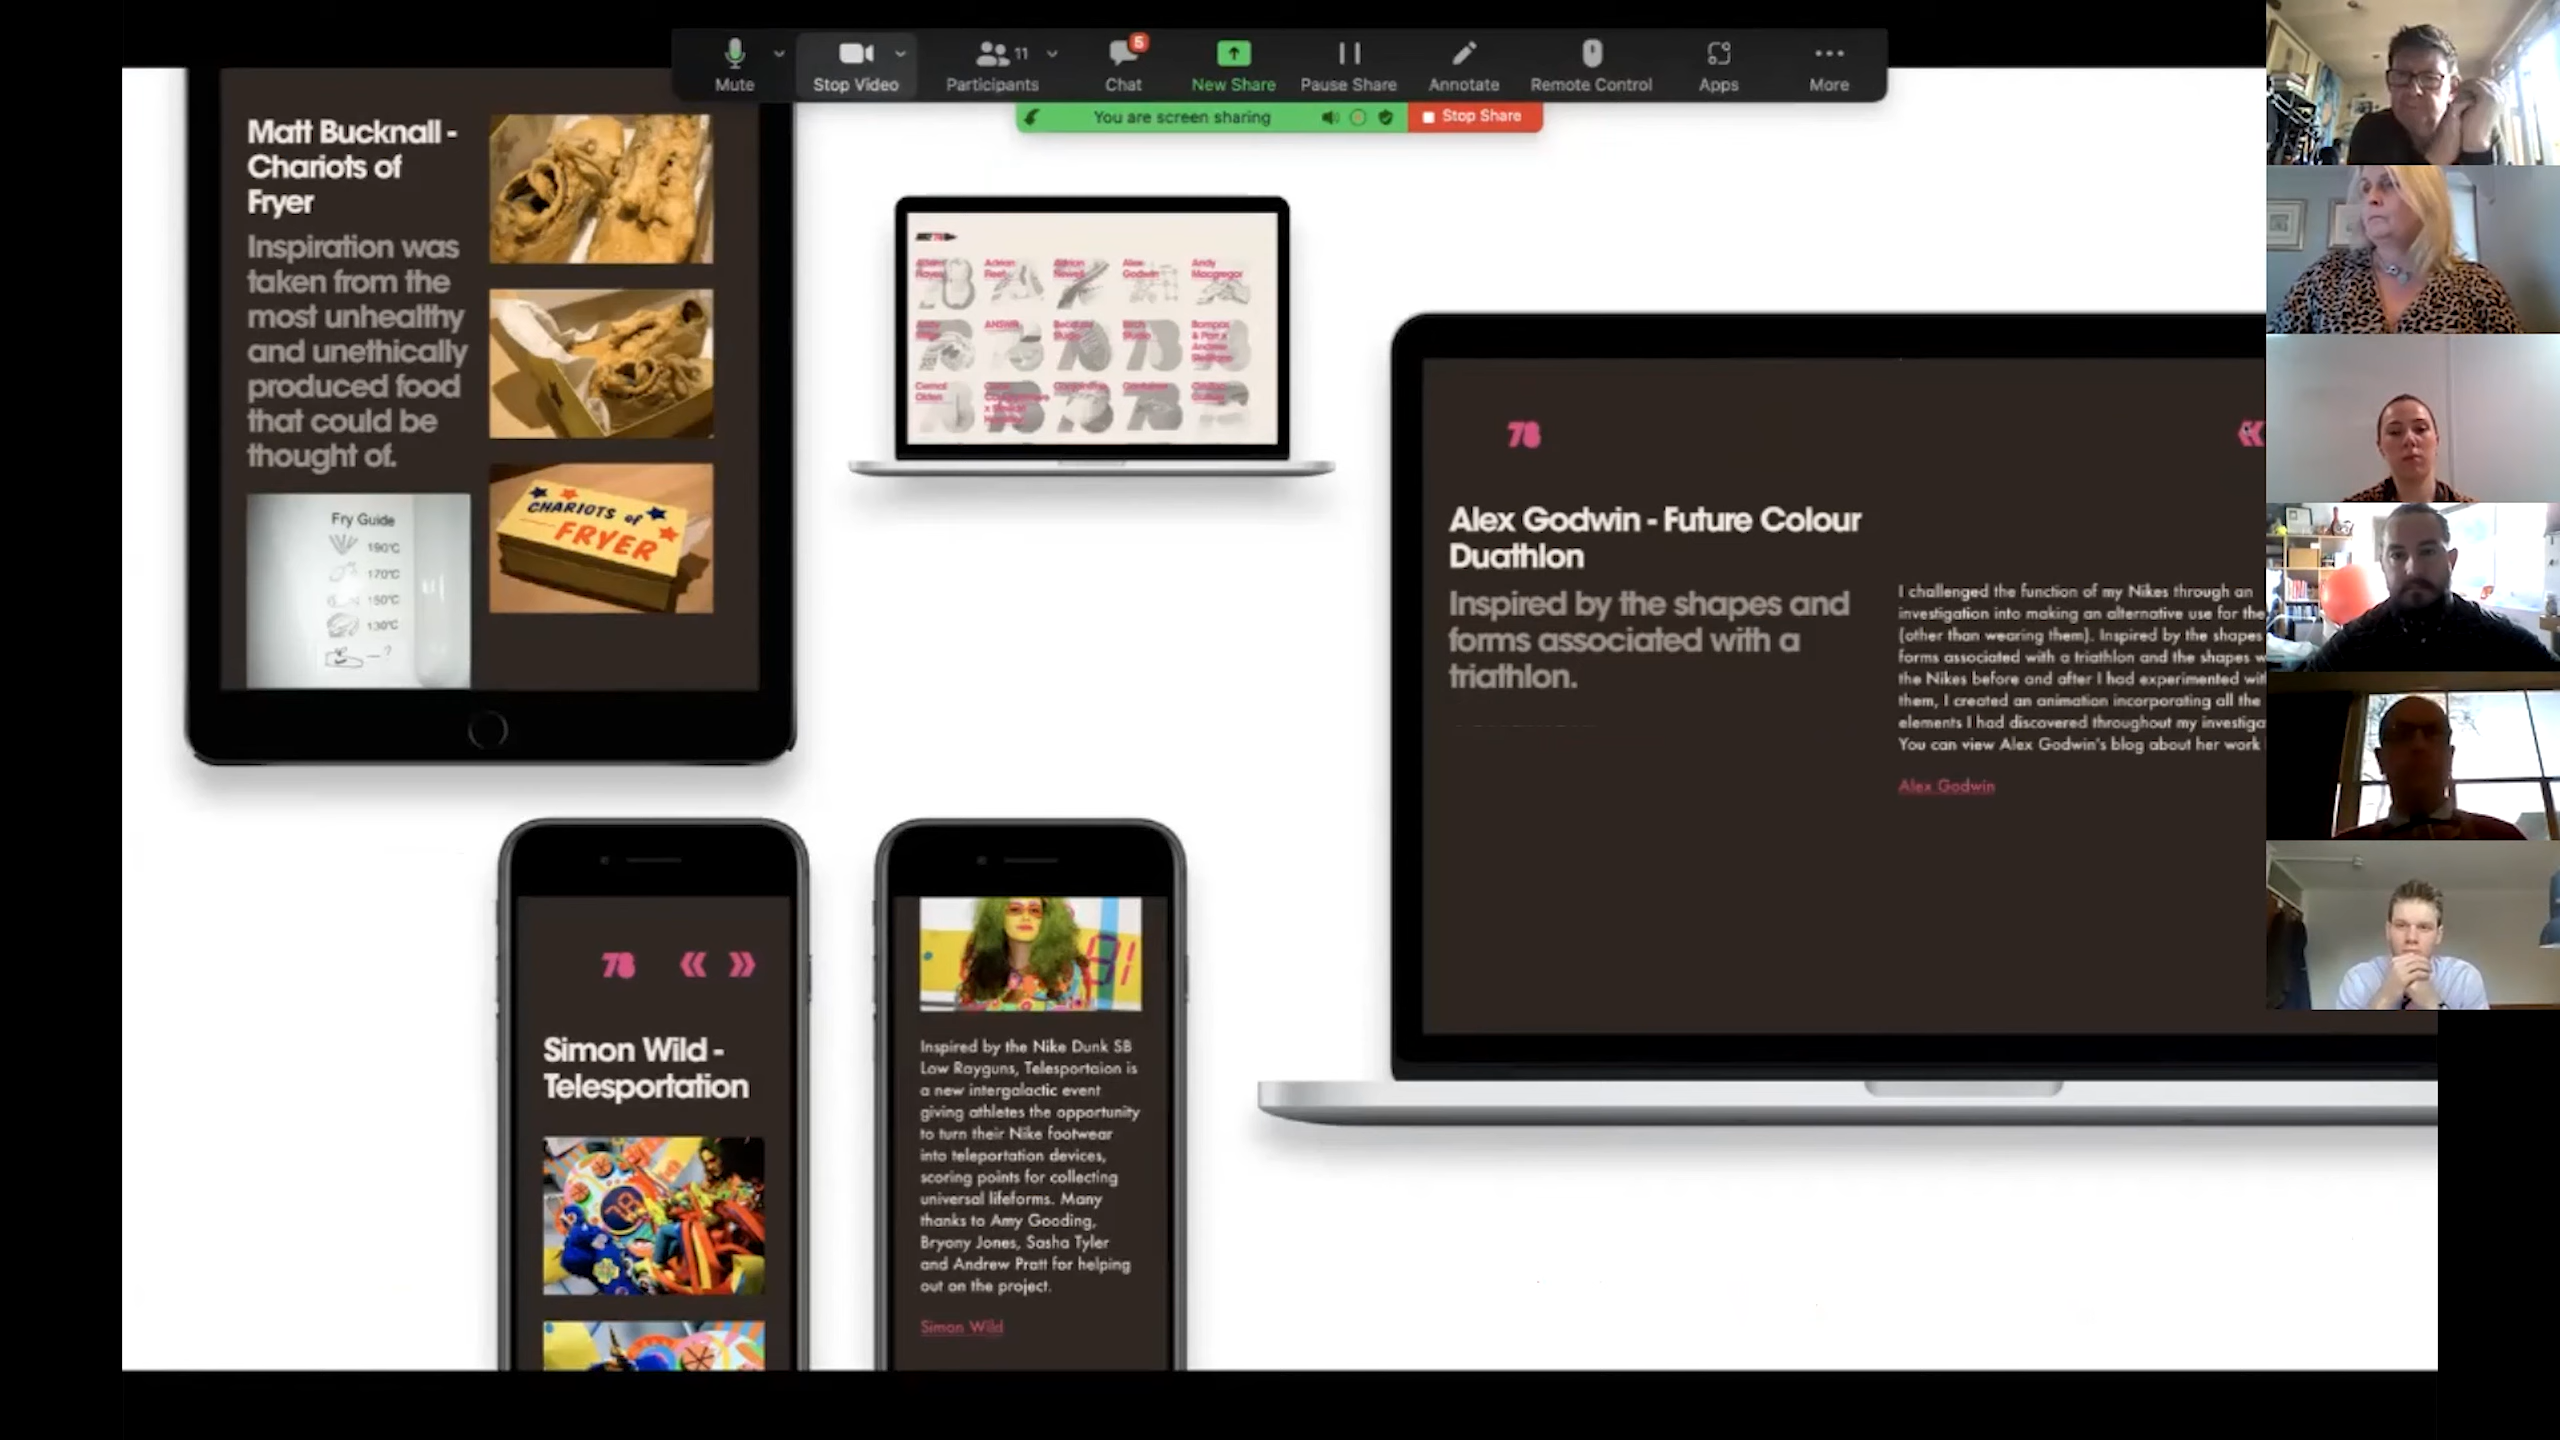 Mute
Stop Video
Participants
11
Chat
5
New Share
Pause Share
Annotate
Remote Control
Apps
More
You are screen sharing
Stop Share
Matt Bucknall -
Chariots of
Fryer
Inspiration was
taken from the
most unhealthy
and unethically
produced food
that could be
thought of.
Fry Guide
190°C
170°C
150°C
130°C
— ?
CHARIOTS of
FRYER
Adrian
Newell
Alex
Godwin
Andy
Macgregor
ANSWR
78
Alex Godwin - Future Colour
Duathlon
Inspired by the shapes and
forms associated with a
triathlon.
I challenged the function of my Nikes through an
investigation into making an alternative use for the
(other than wearing them). Inspired by the shapes
forms associated with a triathlon and the shapes
the Nikes before and after I had experimented
them, I created an animation incorporating all the
elements I had discovered throughout my
You can view Alex Godwin's blog about her work
Alex Godwin
78 « »
Simon Wild -
Telesportation
78
Inspired by the Nike Dunk SB
Low Rayguns, Telesportaion is
a new intergalactic event
giving athletes the opportunity
to turn their Nike footwear
into teleportation devices,
scoring points for collecting
universal lifeforms. Many
thanks to Amy Gooding,
Bryony Jones, Sasha Tyler
and Andrew Pratt for helping
out on the project.
Simon Wild